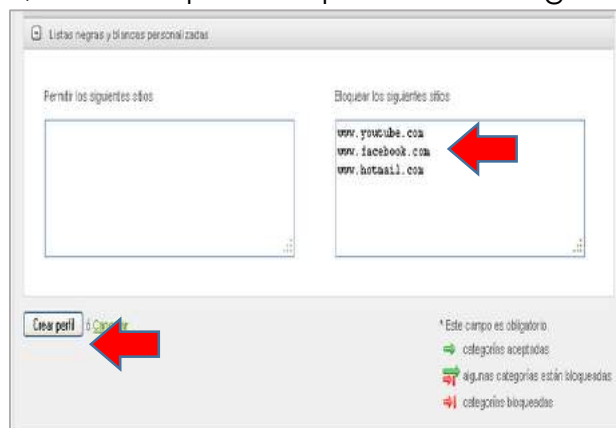 Listas negras y blancas personalizadas
Permitir los siguientes sitios
Bloquear los siguientes sitios
www.youtube.com
www.facebook.com
www.hotmail.com
Crear perfil ó
* Este campo es obligatorio.
categorías aceptadas
algunas categorías están bloqueadas
categorías bloqueadas